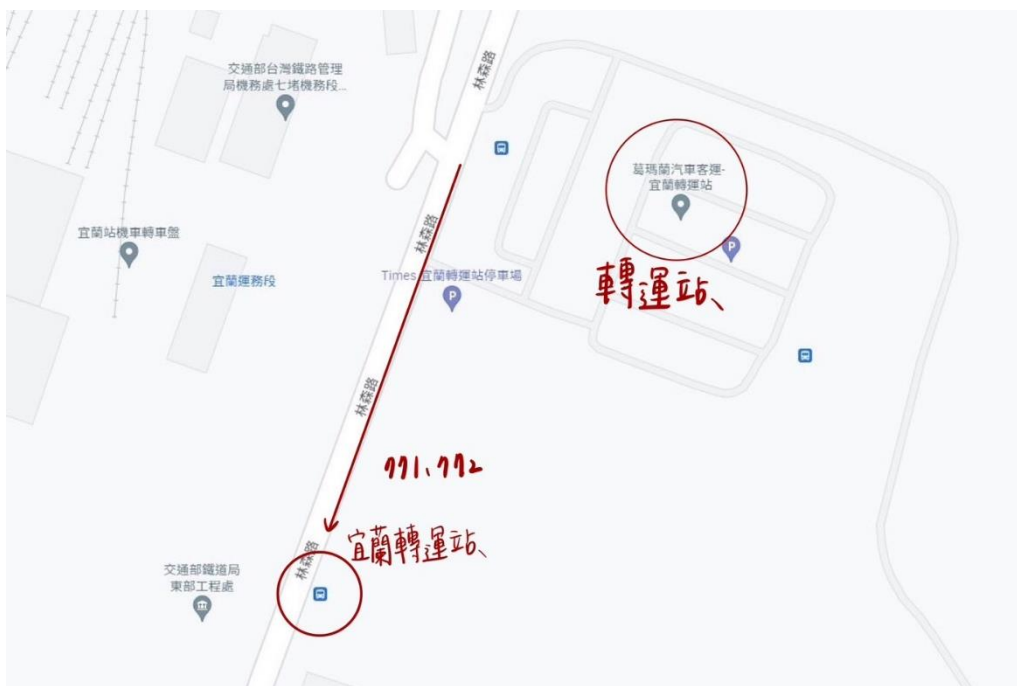 林森路
交通部台灣鐵路管理
局機務處七堵機務段...
葛瑪蘭汽車客運-
宜蘭轉運站
P
宜蘭站機車轉車盤
林森路
宜蘭運務段
Times 宜蘭轉運站停車場
P
轉運站、
林森路
771、772
宜蘭轉運站、
林森路
交通部鐵道局
東部工程處